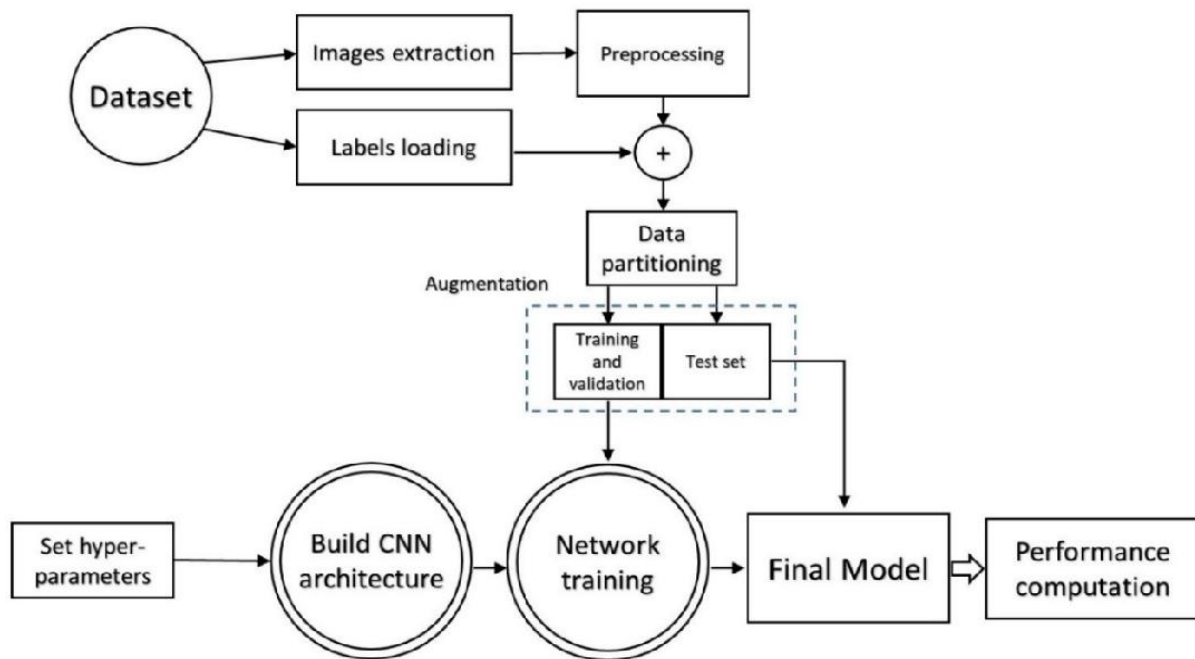 Images extraction
Preprocessing
Dataset
Labels loading
+
Data
partitioning
Augmentation
Training
and
validation
Test set
Set hyper-
parameters
Build CNN
architecture
Network
training
Final Model
Performance
computation